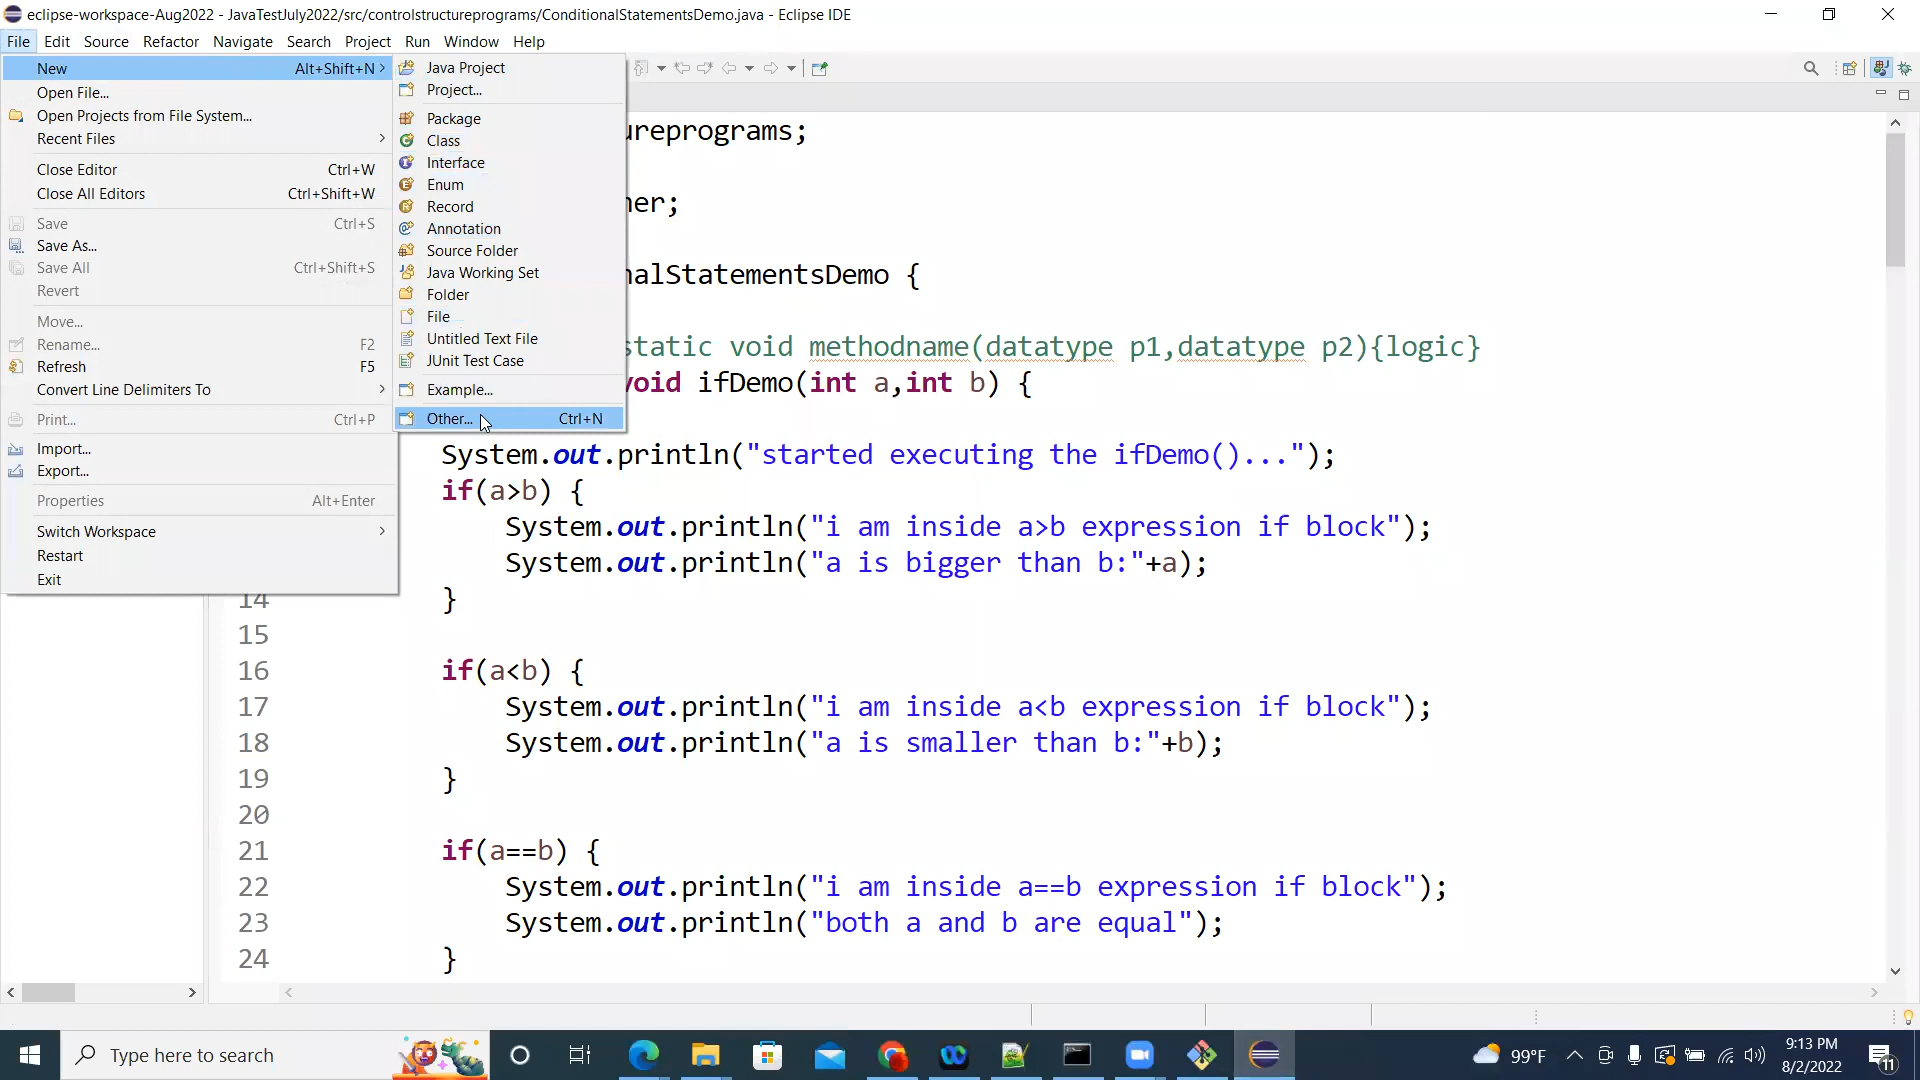 eclipse-workspace-Aug2022 - JavaTestJuly2022/src/controlstructureprograms/ConditionalStatementsDemo.java - Eclipse IDE
File Edit Source Refactor Navigate Search Project Run Window Help
New Alt+Shift+N
Open File...
Open Projects from File System...
Recent Files
Close Editor Ctrl+W
Close All Editors Ctrl+Shift+W
Save Ctrl+S
Save As...
Save All Ctrl+Shift+S
Revert
Move...
Rename... F2
Refresh F5
Convert Line Delimiters To
Print... Ctrl+P
Import...
Export...
Properties Alt+Enter
Switch Workspace
Restart
Exit
Java Project
Project...
Package
Class
Interface
Enum
Record
Annotation
Source Folder
Java Working Set
Folder
File
Untitled Text File
JUnit Test Case
Example...
Other... Ctrl+N
ureprograms;
ner;
nalStatementsDemo {
static void methodname(datatype p1,datatype p2){logic}
void ifDemo(int a,int b) {
System.out.println("started executing the ifDemo()...");
if(a>b) {
System.out.println("i am inside a>b expression if block");
System.out.println("a is bigger than b:"+a);
14 }
15
16 if(a<b) {
17 System.out.println("i am inside a<b expression if block");
18 System.out.println("a is smaller than b:"+b);
19 }
20
21 if(a==b) {
22 System.out.println("i am inside a==b expression if block");
23 System.out.println("both a and b are equal");
24 }
Type here to search
99°F
9:13 PM
8/2/2022
11